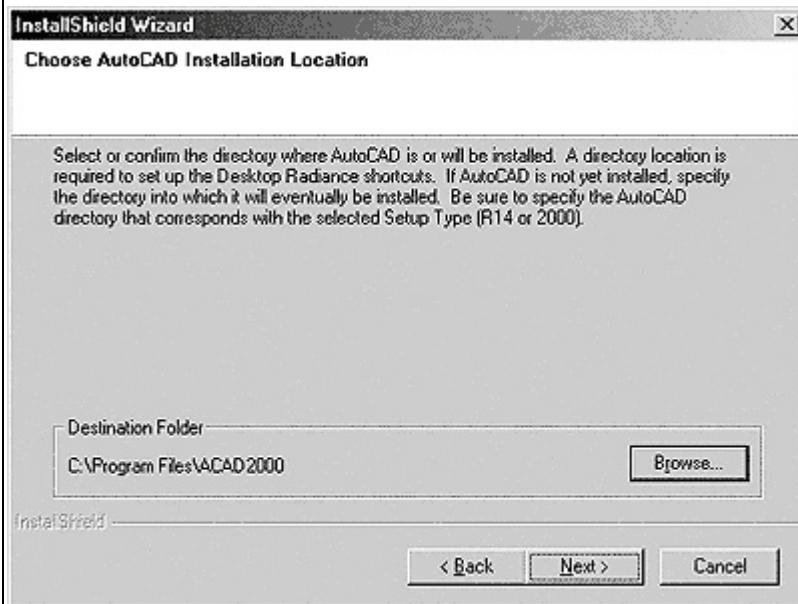 InstallShield Wizard
Choose AutoCAD Installation Location
Select or confirm the directory where AutoCAD is or will be installed. A directory location is
required to set up the Desktop Radiance shortcuts. If AutoCAD is not yet installed, specify
the directory into which it will eventually be installed. Be sure to specify the AutoCAD
directory that corresponds with the selected Setup Type (R14 or 2000).
Destination Folder
C:\Program Files\ACAD2000
Browse...
InstallShield
< Back
Next >
Cancel